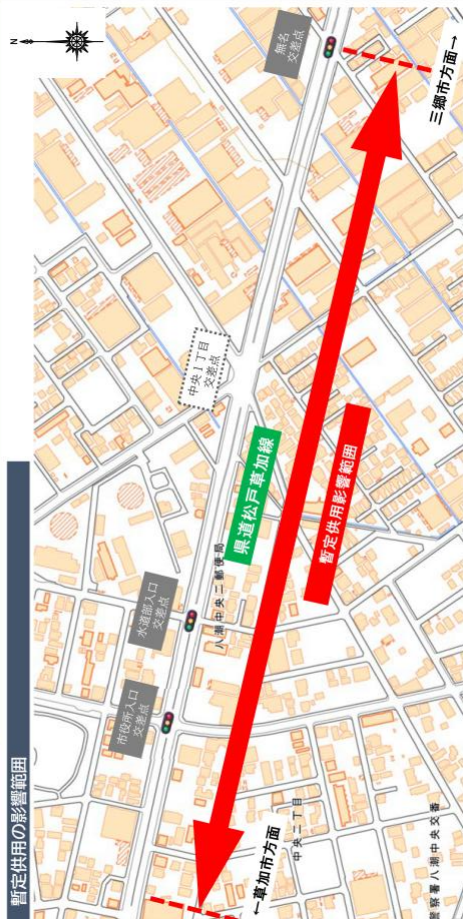 暫定供用の影響範囲
N
無名
交差点
三郷市方面→
中央1丁目
交差点
県道松戸草加線
暫定供用影響範囲
水道部入口
交差点
八潮中央二郵便局
市役所入口
交差点
←草加市方面
中央二丁目
警察署八潮中央交番